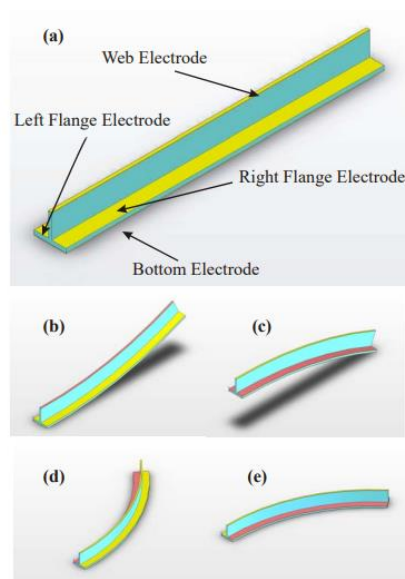 (a)
Web Electrode
Left Flange Electrode
Right Flange Electrode
Bottom Electrode
(b)
(c)
(d)
(e)